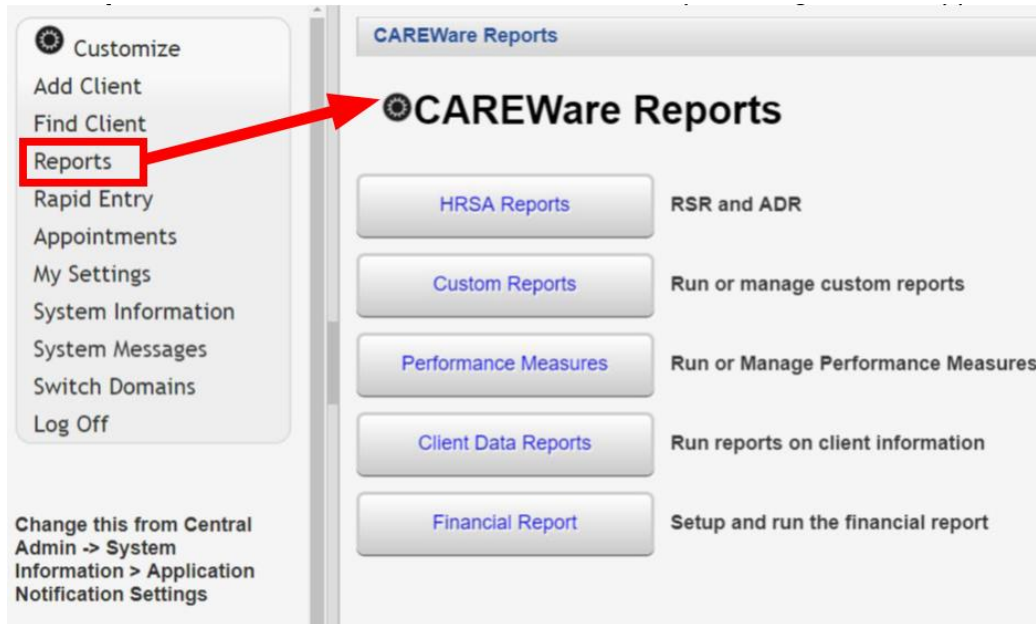 Customize
Add Client
Find Client
Reports
Rapid Entry
Appointments
My Settings
System Information
System Messages
Switch Domains
Log Off
Change this from Central
Admin -> System
Information > Application
Notification Settings
CAREWare Reports
CAREWare Reports
HRSA Reports RSR and ADR
Custom Reports Run or manage custom reports
Performance Measures Run or Manage Performance Measures
Client Data Reports Run reports on client information
Financial Report Setup and run the financial report